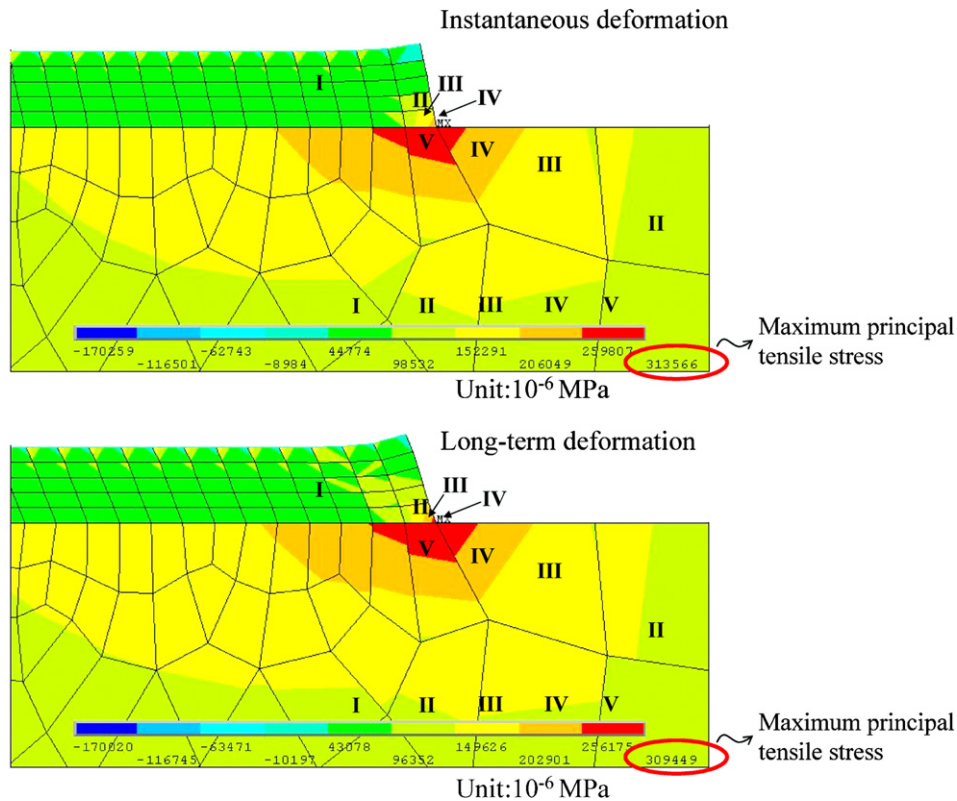 Instantaneous deformation
I
II
III
IV
MX
V
IV
III
II
I II III IV V
-170259 -62743 44774 152291 259807
-116501 -8984 98532 206049 313566
Unit:10-6 MPa
Maximum principal
tensile stress
Long-term deformation
I
II
III
IV
MX
V
IV
III
II
I II III IV V
-170020 -63471 43078 149626 256175
-116745 -10197 96352 202901 309449
Unit:10-6 MPa
Maximum principal
tensile stress